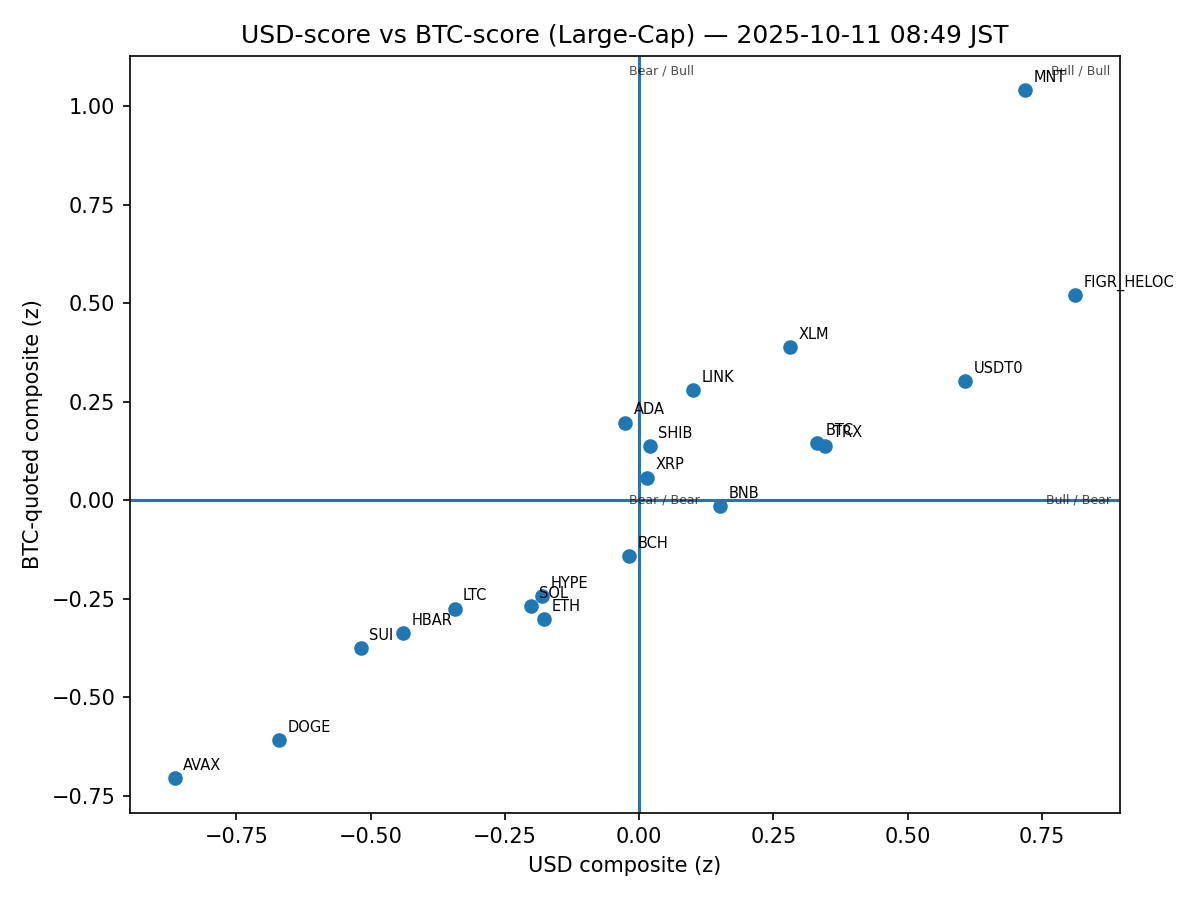 USD-score vs BTC-score (Large-Cap) — 2025-10-11 08:49 JST
Bear / Bull
Bull / Bull
MNT
1.00
0.75
FIGR_HELOC
0.50
XLM
USDT0
LINK
0.25
ADA
SHIB
BTC
TRX
XRP
BNB
0.00
Bear / Bear
Bull / Bear
BCH
HYPE
SOL
LTC
ETH
−0.25
HBAR
SUI
−0.50
DOGE
AVAX
−0.75
BTC-quoted composite (z)
−0.75
−0.50
−0.25
0.00
0.25
0.50
0.75
USD composite (z)